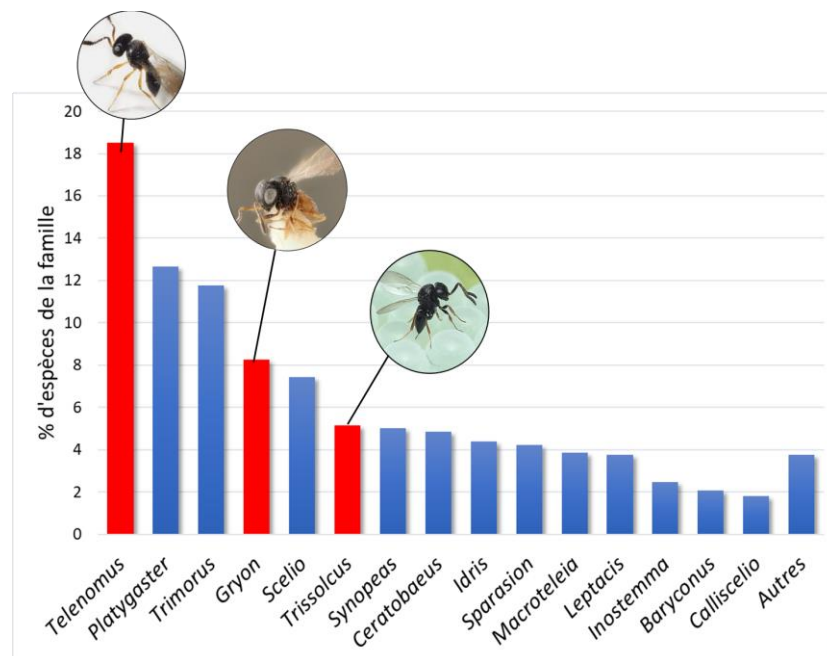 20
18
16
14
12
10
8
6
4
2
0
% d'espèces de la famille
Telenomus
Platygaster
Trimorus
Gryon
Scelio
Trissolcus
Synopeas
Ceratobaeus
Idris
Sparasion
Macroteleia
Leptacis
Inostemma
Baryconus
Calliscelio
Autres